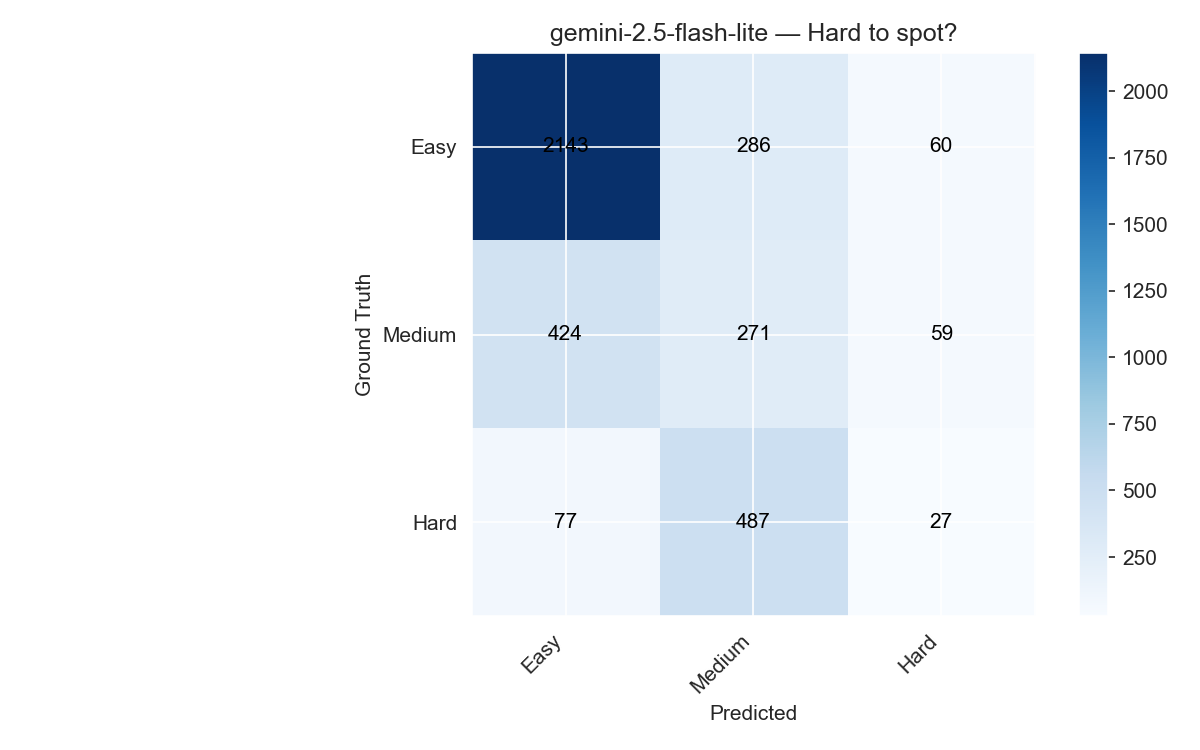 gemini-2.5-flash-lite — Hard to spot?
Ground Truth
Easy 2143 286 60
Medium 424 271 59
Hard 77 487 27
Easy Medium Hard
Predicted
2000
1750
1500
1250
1000
750
500
250